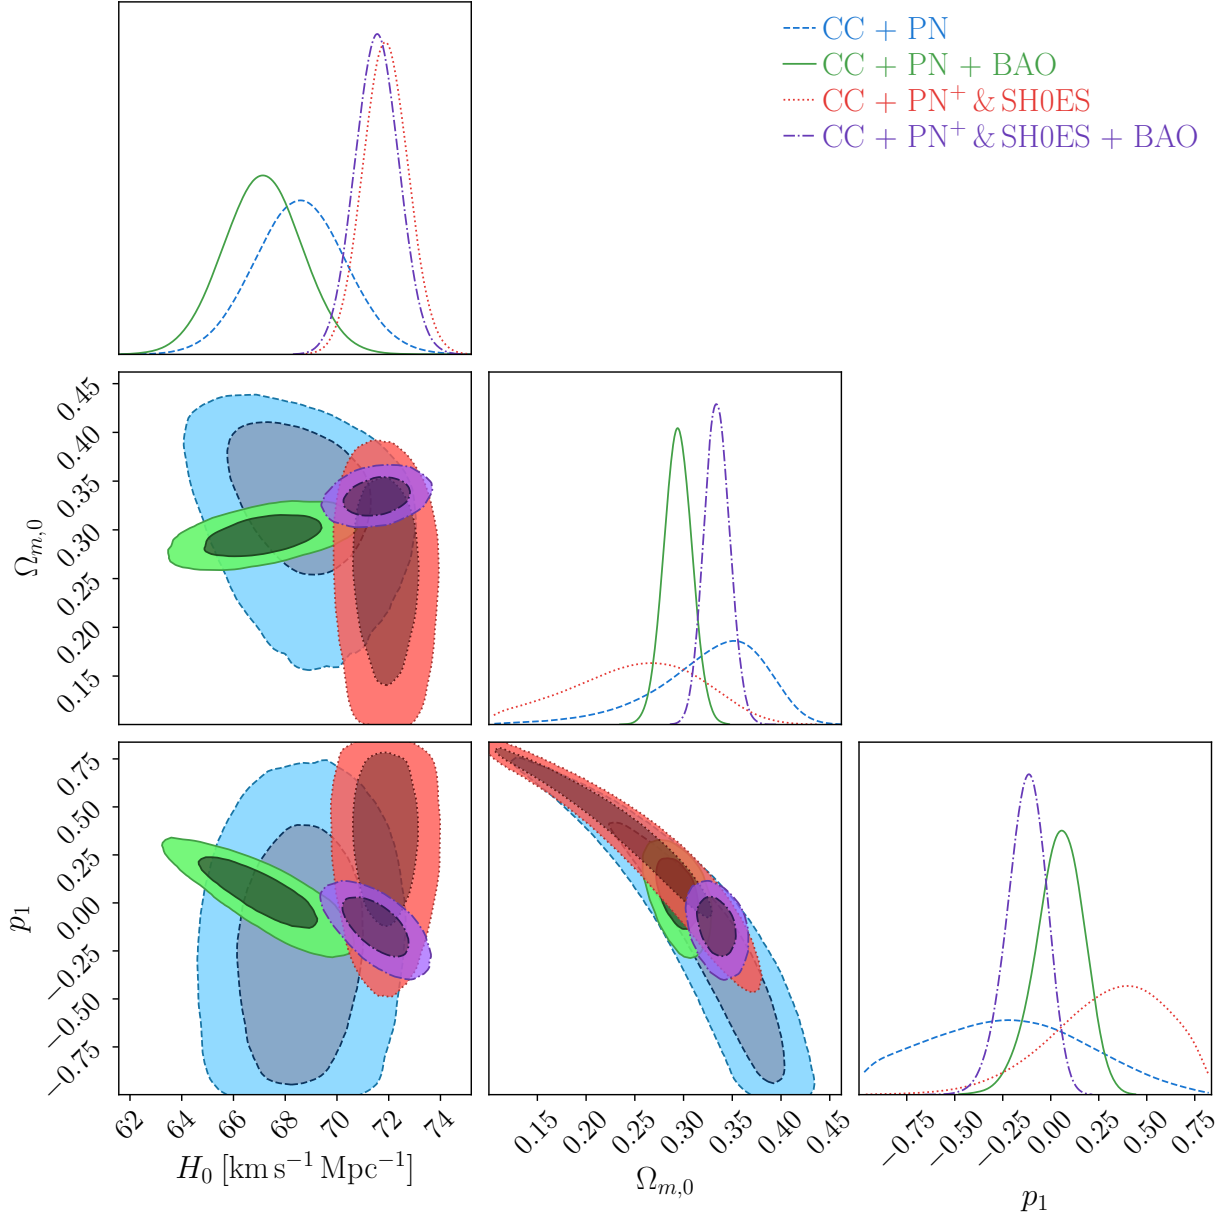 CC + PN
CC + PN + BAO
CC + PN⁺ & SH0ES
CC + PN⁺ & SH0ES + BAO
0.45
0.40
0.35
0.30
0.25
0.20
0.15
Ωm,0
0.75
0.50
0.25
0.00
−0.25
−0.50
−0.75
p₁
62 64 66 68 70 72 74
H₀ [km s⁻¹ Mpc⁻¹]
0.15 0.20 0.25 0.30 0.35 0.40 0.45
Ωm,0
−0.75 −0.50 −0.25 0.00 0.25 0.50 0.75
p₁